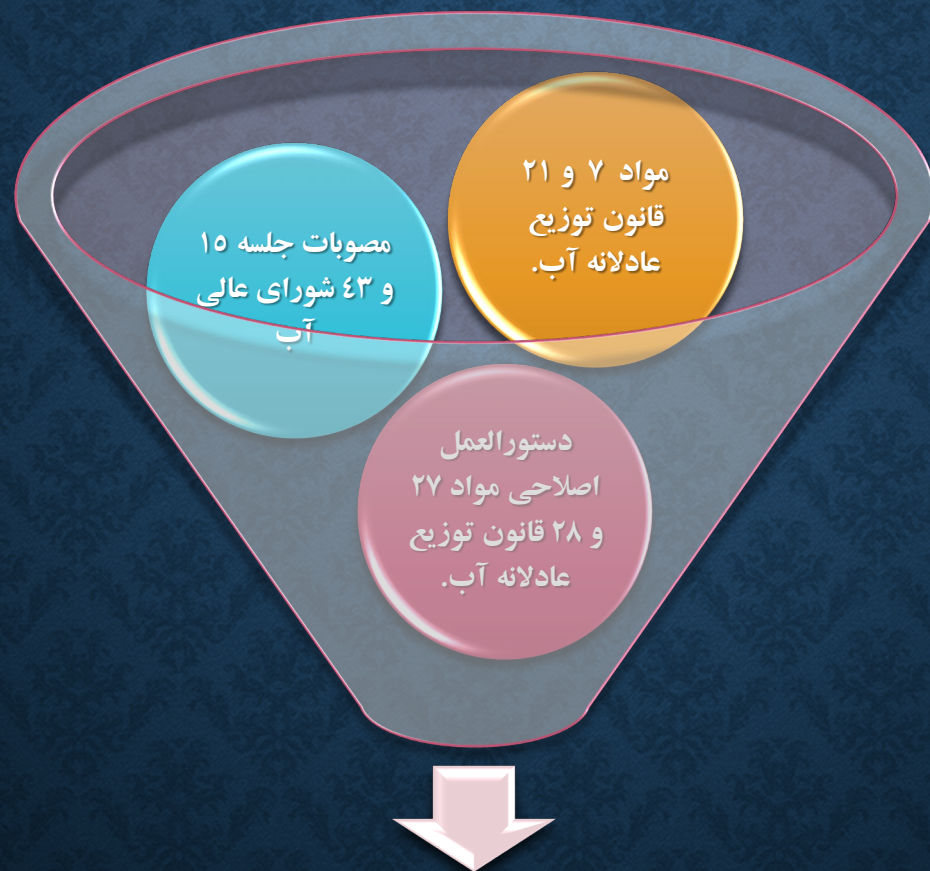 مواد ۷ و ۲۱
قانون توزیع
عادلانه آب.
مصوبات جلسه ۱۵
و ٤۳ شورای عالی
آب
دستورالعمل
اصلاحی مواد ۲۷
و ۲۸ قانون توزیع
عادلانه آب.